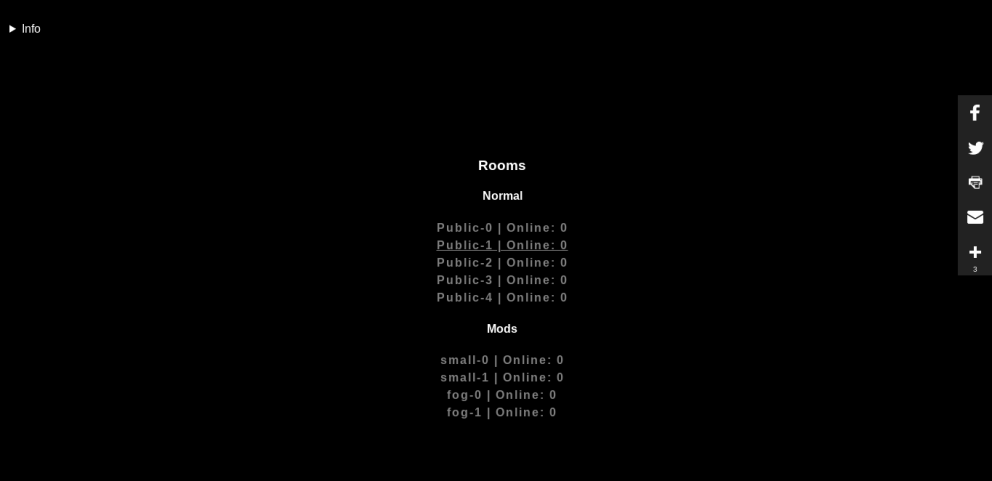 Info
Rooms
Normal
Public-0 | Online: 0
Public-1 | Online: 0
Public-2 | Online: 0
Public-3 | Online: 0
Public-4 | Online: 0
Mods
small-0 | Online: 0
small-1 | Online: 0
fog-0 | Online: 0
fog-1 | Online: 0
3